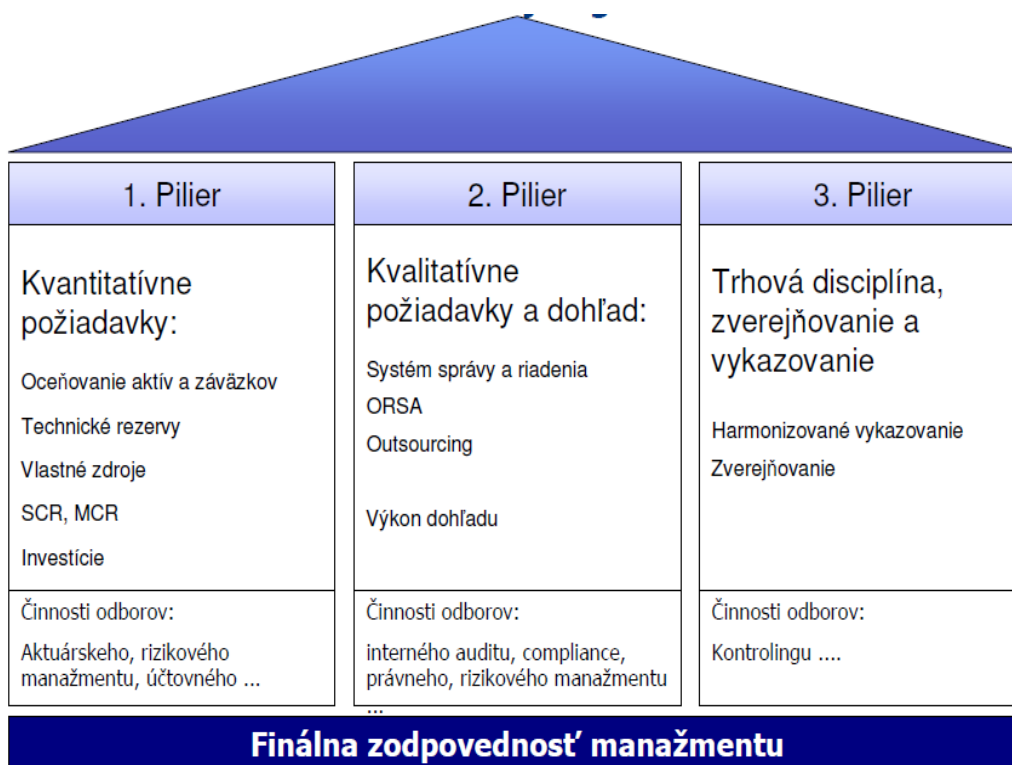 1. Pilier
Kvantitatívne
požiadavky:
Oceňovanie aktív a záväzkov
Technické rezervy
Vlastné zdroje
SCR, MCR
Investície
Činnosti odborov:
Aktuárskeho, rizikového
manažmentu, účtovného ...
2. Pilier
Kvalitatívne
požiadavky a dohľad:
Systém správy a riadenia
ORSA
Outsourcing
Výkon dohľadu
Činnosti odborov:
interného auditu, compliance,
právneho, rizikového manažmentu
...
3. Pilier
Trhová disciplína,
zverejňovanie a
vykazovanie
Harmonizované vykazovanie
Zverejňovanie
Činnosti odborov:
Kontrolingu ....
Finálna zodpovednosť manažmentu